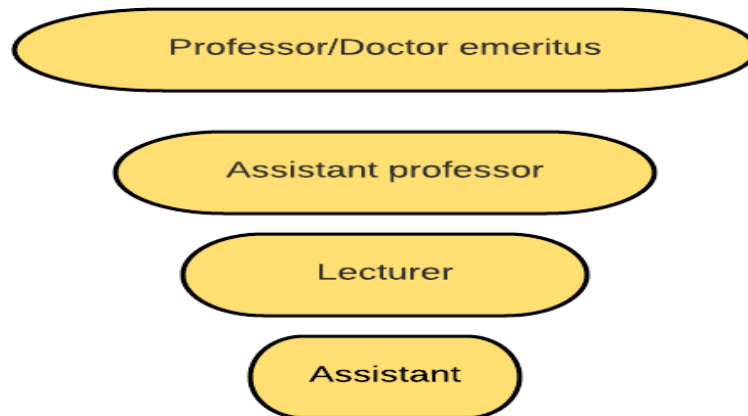 Professor/Doctor emeritus
Assistant professor
Lecturer
Assistant